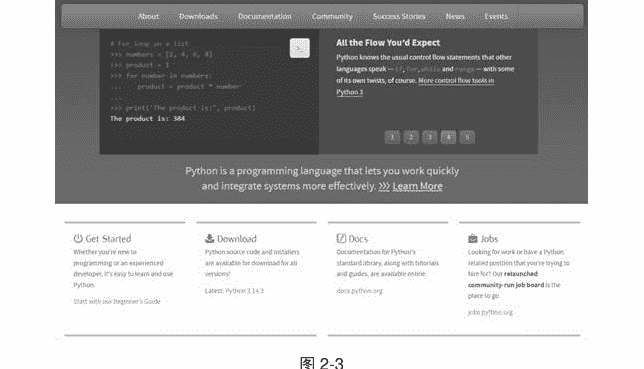 About Downloads Documentation Community Success Stories News Events
# For loop on a list
>>> numbers = [2, 4, 6, 8]
>>> product = 1
>>> for number in numbers:
...    product = product * number
...
>>> print('The product is:', product)
The product is: 384
>_
All the Flow You'd Expect
Python knows the usual control flow statements that other
languages speak — if, for, while and range — with some
of its own twists, of course. More control flow tools in
Python 3
1 2 3 4 5
Python is a programming language that lets you work quickly
and integrate systems more effectively. >>> Learn More
Get Started
Whether you're new to
programming or an experienced
developer, it's easy to learn and use
Python.
Start with our Beginner's Guide
Download
Python source code and installers
are available for download for all
versions!
Latest: Python 3.14.3
Docs
Documentation for Python's
standard library, along with tutorials
and guides, are available online.
docs.python.org
Jobs
Looking for work or have a Python
related position that you're trying to
hire for? Our relaunched
community-run job board is the
place to go.
jobs.python.org
图 2-3